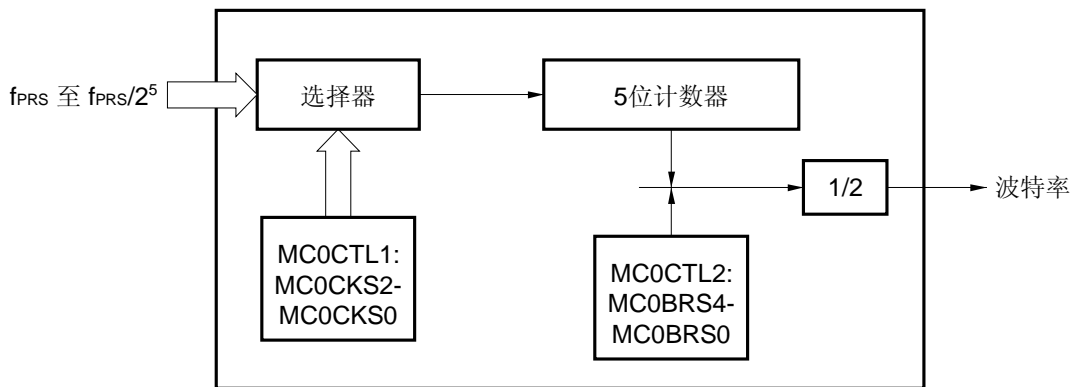 fPRS 至 fPRS/2⁵
选择器
5位计数器
1/2
波特率
MC0CTL1:
MC0CKS2-
MC0CKS0
MC0CTL2:
MC0BRS4-
MC0BRS0